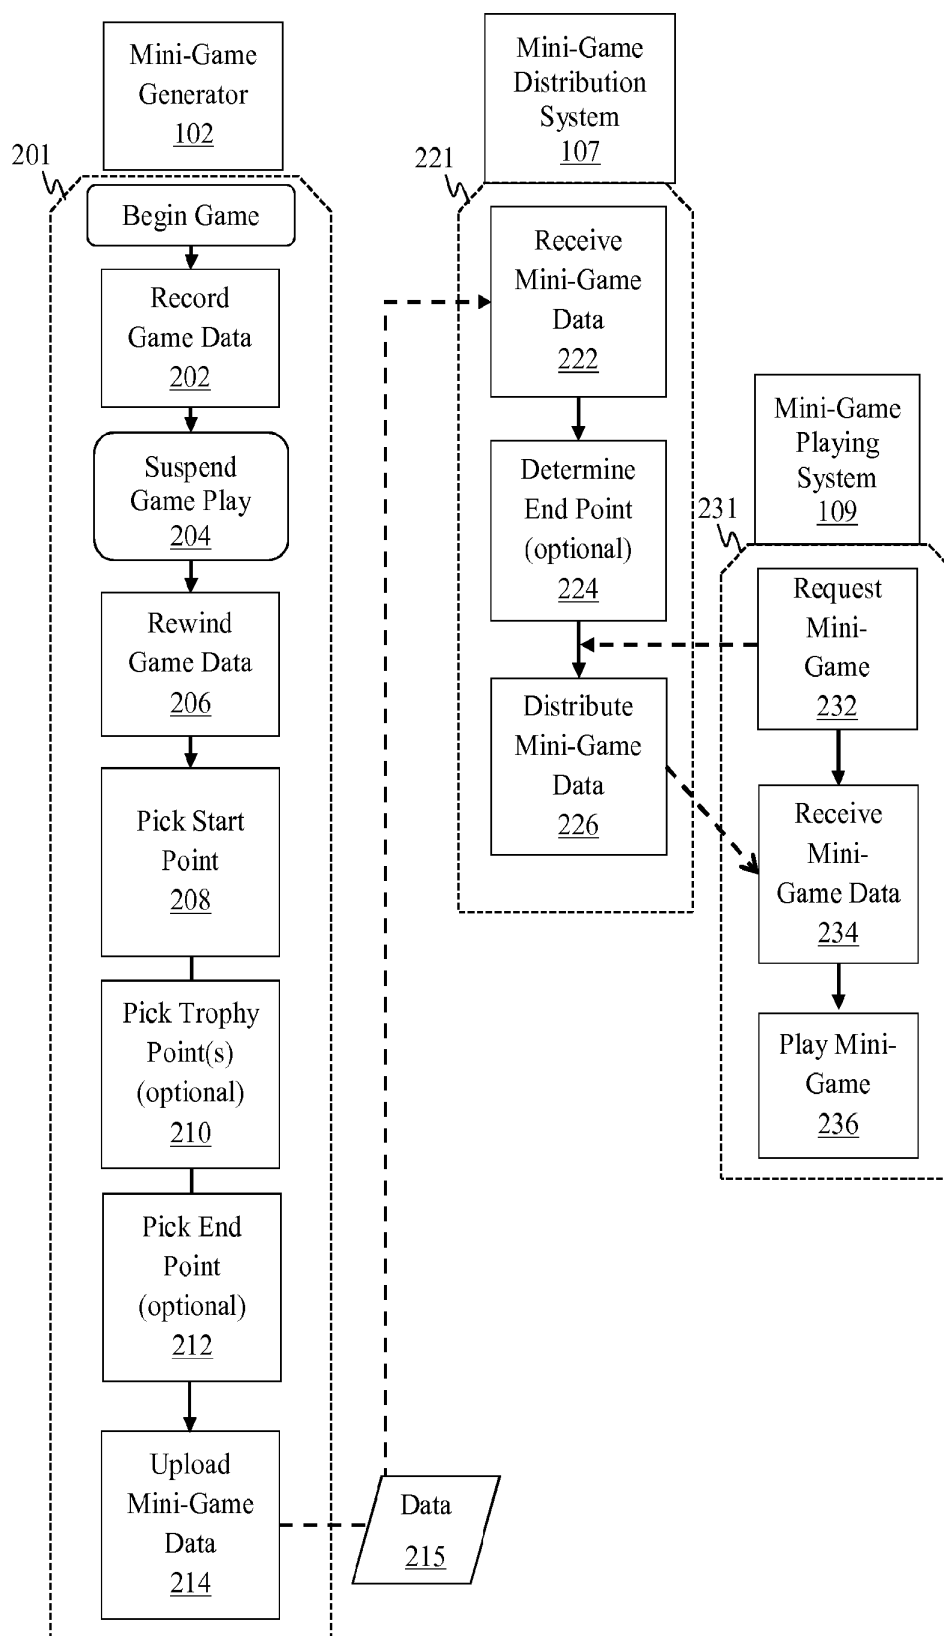 Mini-Game
Generator
102
201
Begin Game
Record
Game Data
202
Suspend
Game Play
204
Rewind
Game Data
206
Pick Start
Point
208
Pick Trophy
Point(s)
(optional)
210
Pick End
Point
(optional)
212
Upload
Mini-Game
Data
214
Data
215
Mini-Game
Distribution
System
107
221
Receive
Mini-Game
Data
222
Determine
End Point
(optional)
224
Distribute
Mini-Game
Data
226
Mini-Game
Playing
System
109
231
Request
Mini-
Game
232
Receive
Mini-
Game Data
234
Play Mini-
Game
236